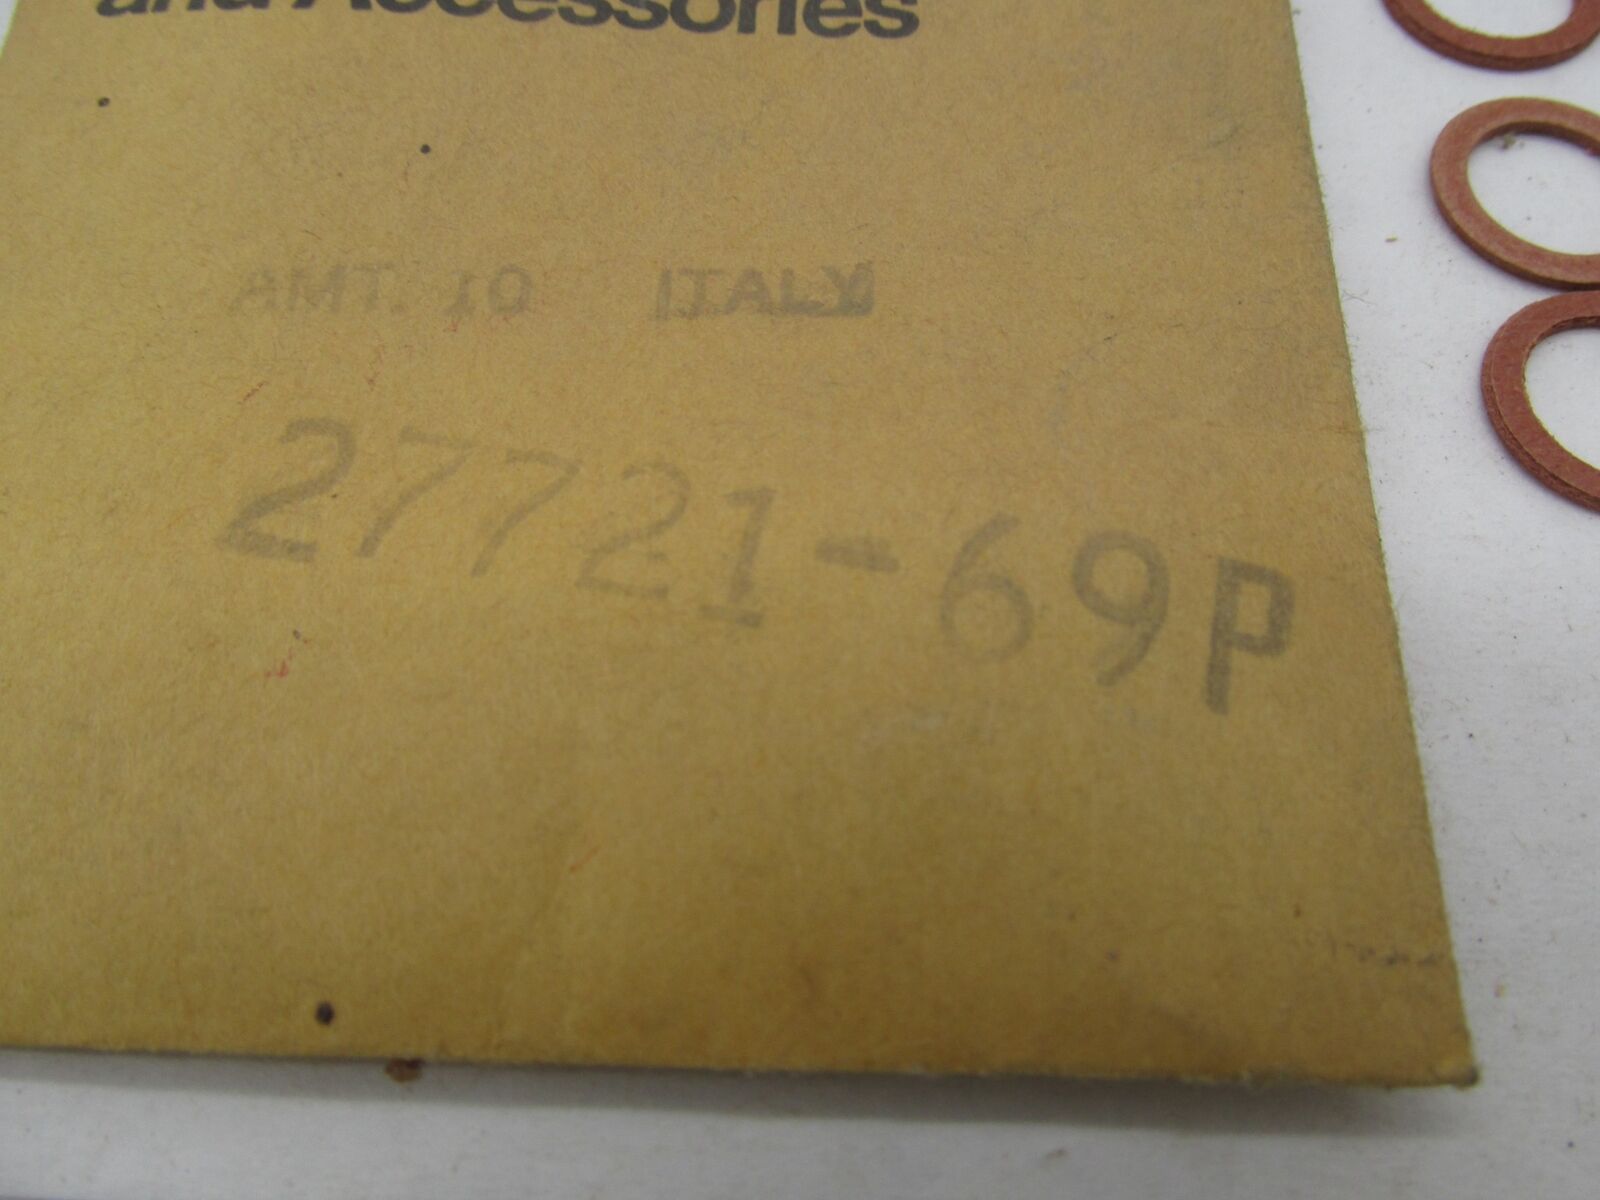 and Accessories
AMT. 10 ITALY
27721-69P